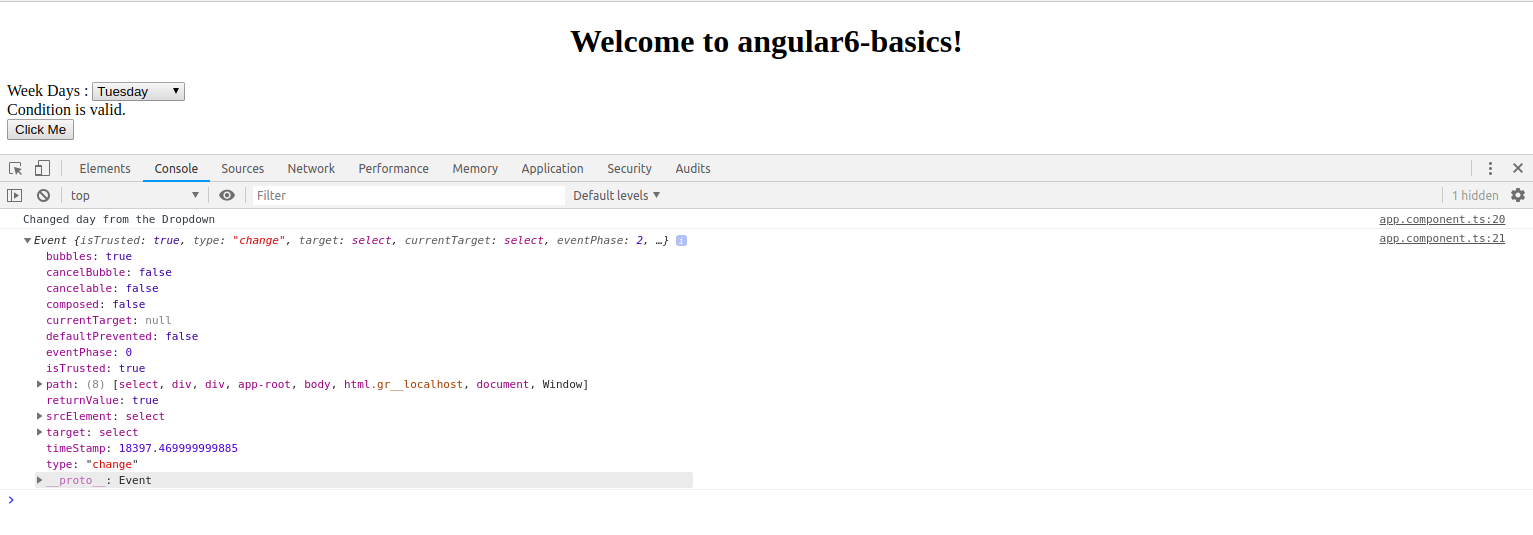 Welcome to angular6-basics!
Week Days : Tuesday
Condition is valid.
Click Me
Elements Console Sources Network Performance Memory Application Security Audits
top Filter Default levels 1 hidden
Changed day from the Dropdown app.component.ts:20
Event {isTrusted: true, type: "change", target: select, currentTarget: select, eventPhase: 2, …} i app.component.ts:21
bubbles: true
cancelBubble: false
cancelable: false
composed: false
currentTarget: null
defaultPrevented: false
eventPhase: 0
isTrusted: true
path: (8) [select, div, div, app-root, body, html.gr__localhost, document, Window]
returnValue: true
srcElement: select
target: select
timeStamp: 18397.469999999885
type: "change"
__proto__: Event